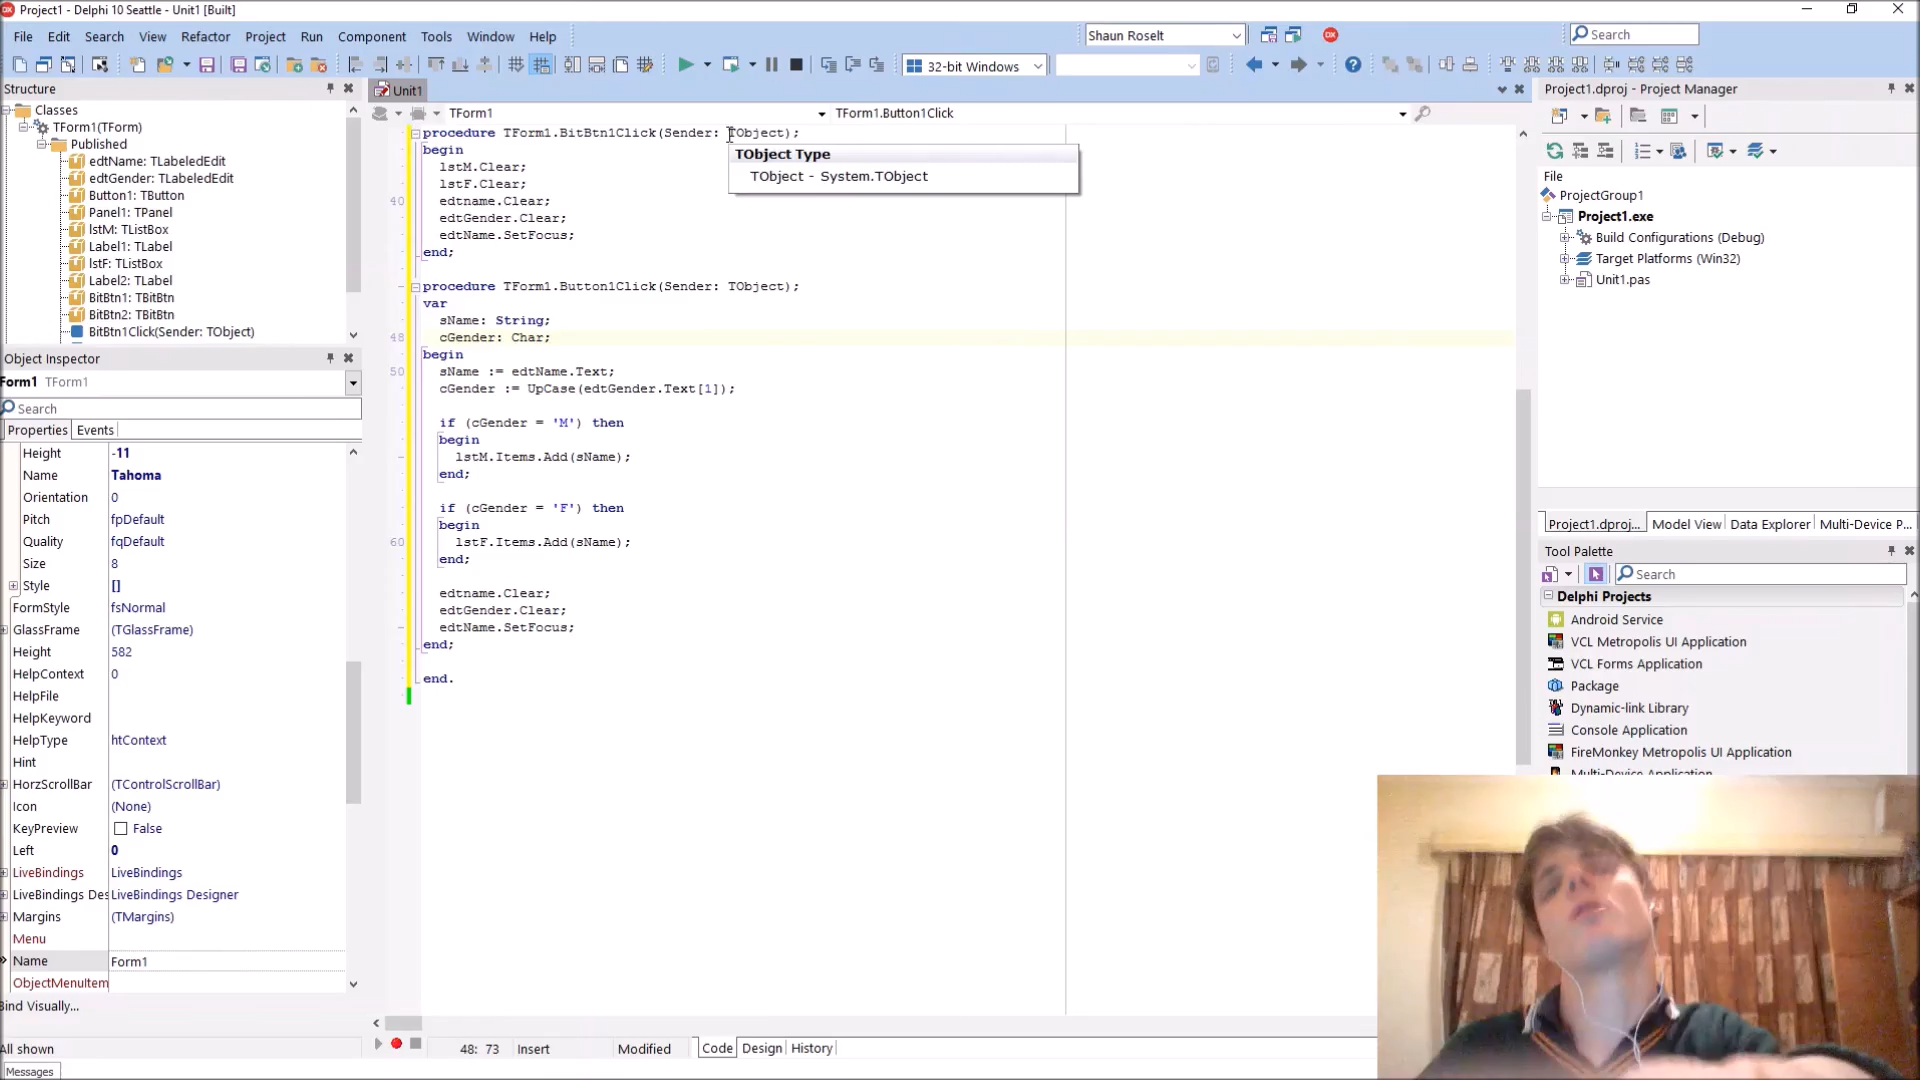 Project1 - Delphi 10 Seattle - Unit1 [Built]
File Edit Search View Refactor Project Run Component Tools Window Help
Shaun Roselt
Search
32-bit Windows
Structure
Classes
TForm1(TForm)
Published
edtName: TLabeledEdit
edtGender: TLabeledEdit
Button1: TButton
Panel1: TPanel
lstM: TListBox
Label1: TLabel
lstF: TListBox
Label2: TLabel
BitBtn1: TBitBtn
BitBtn2: TBitBtn
BitBtn1Click(Sender: TObject)
Object Inspector
Form1 TForm1
Search
Properties Events
Height -11
Name Tahoma
Orientation 0
Pitch fpDefault
Quality fqDefault
Size 8
Style []
FormStyle fsNormal
GlassFrame (TGlassFrame)
Height 582
HelpContext 0
HelpFile
HelpKeyword
HelpType htContext
Hint
HorzScrollBar (TControlScrollBar)
Icon (None)
KeyPreview False
Left 0
LiveBindings LiveBindings
LiveBindings Des LiveBindings Designer
Margins (TMargins)
Menu
Name Form1
ObjectMenuItem
Bind Visually...
All shown
Messages
Unit1
TForm1 TForm1.Button1Click
procedure TForm1.BitBtn1Click(Sender: TObject);
begin
lstM.Clear;
lstF.Clear;
40 edtname.Clear;
edtGender.Clear;
edtName.SetFocus;
end;
TObject Type
TObject - System.TObject
procedure TForm1.Button1Click(Sender: TObject);
var
sName: String;
48 cGender: Char;
begin
50 sName := edtName.Text;
cGender := UpCase(edtGender.Text[1]);
if (cGender = 'M') then
begin
lstM.Items.Add(sName);
end;
if (cGender = 'F') then
begin
60 lstF.Items.Add(sName);
end;
edtname.Clear;
edtGender.Clear;
edtName.SetFocus;
end;
end.
48: 73 Insert Modified Code Design History
Project1.dproj - Project Manager
File
ProjectGroup1
Project1.exe
Build Configurations (Debug)
Target Platforms (Win32)
Unit1.pas
Project1.dproj... Model View Data Explorer Multi-Device P...
Tool Palette
Search
Delphi Projects
Android Service
VCL Metropolis UI Application
VCL Forms Application
Package
Dynamic-link Library
Console Application
FireMonkey Metropolis UI Application
Multi-Device Application